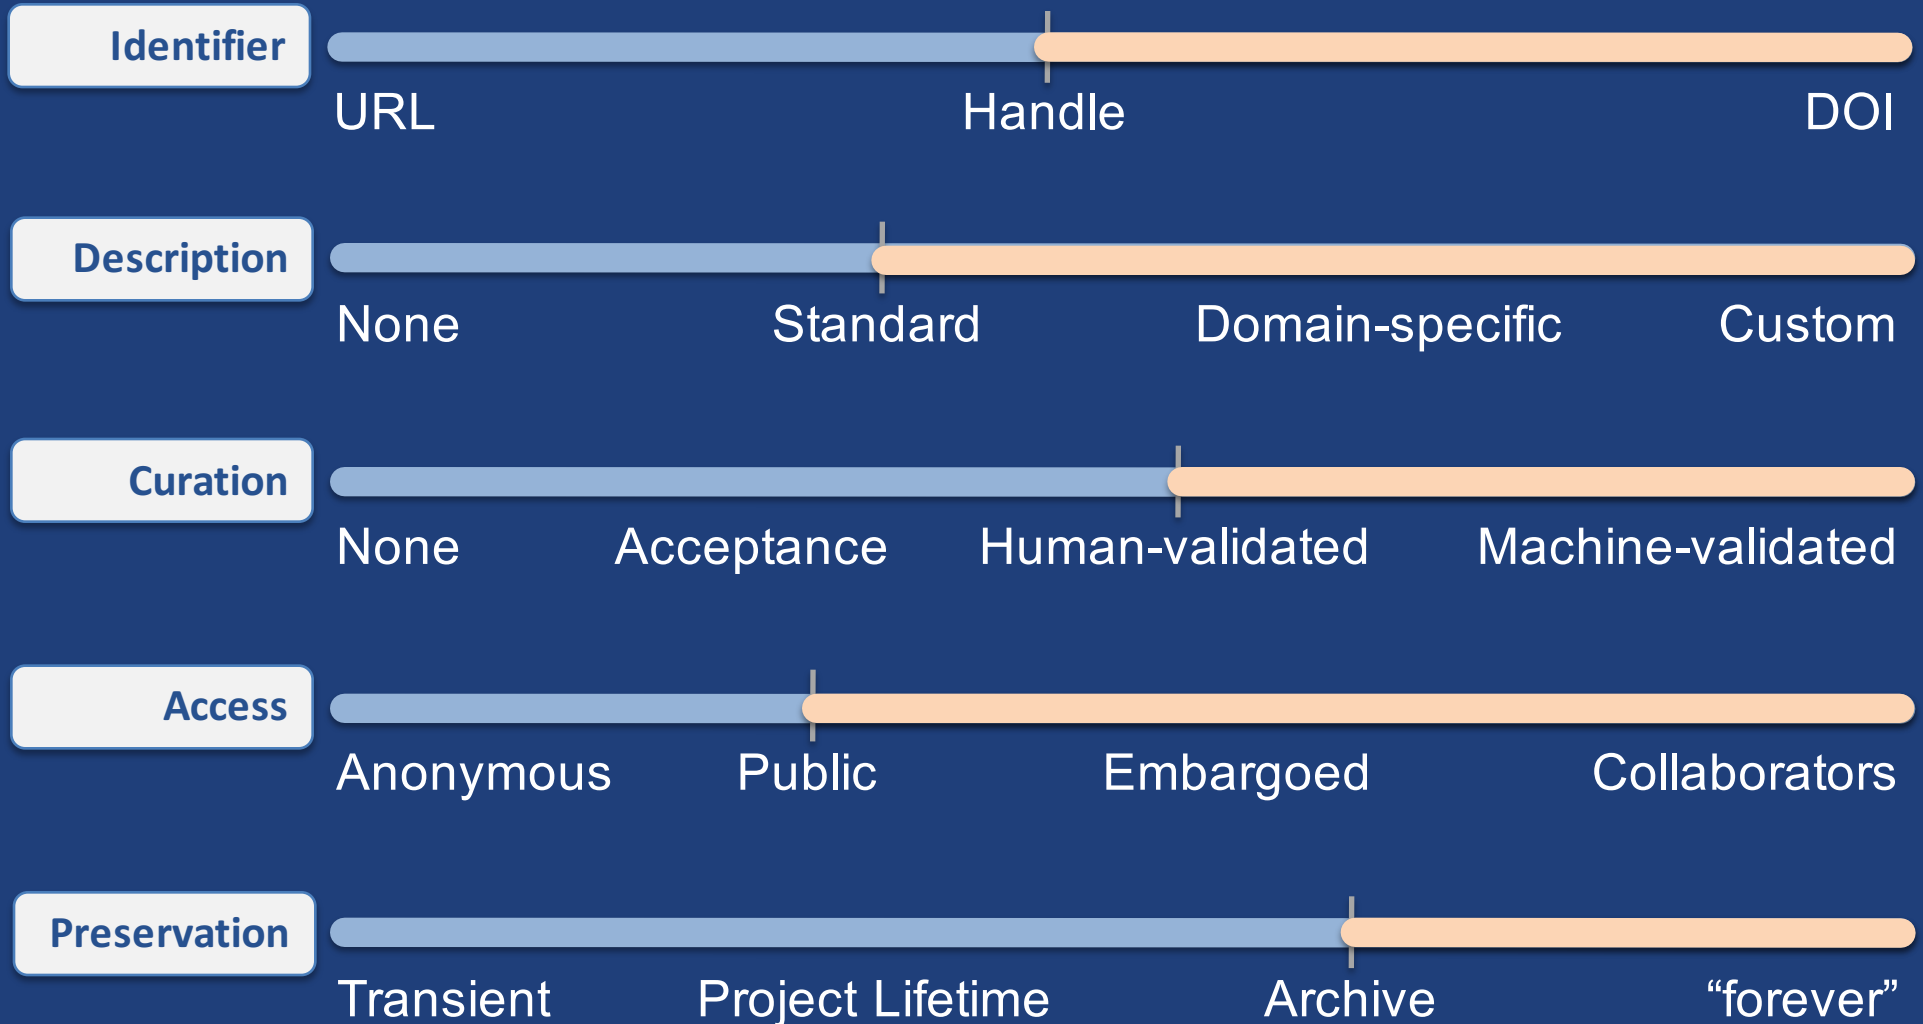 Identifier
URL Handle DOI
Description
None Standard Domain-specific Custom
Curation
None Acceptance Human-validated Machine-validated
Access
Anonymous Public Embargoed Collaborators
Preservation
Transient Project Lifetime Archive “forever”